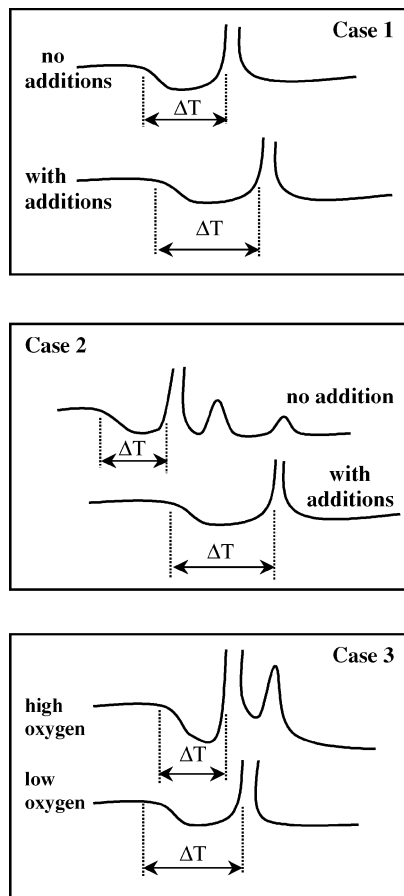 Case 1
no
additions
ΔT
with
additions
ΔT
Case 2
no addition
ΔT
with
additions
ΔT
Case 3
high
oxygen
ΔT
low
oxygen
ΔT